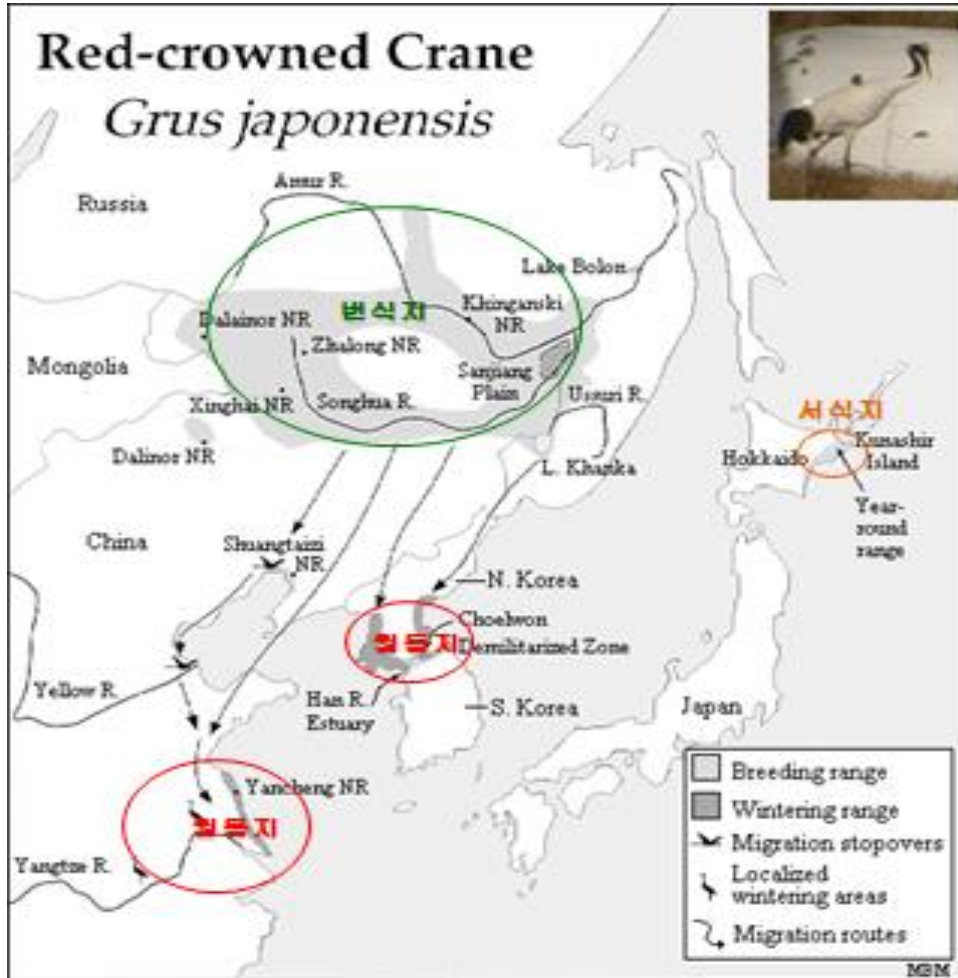 Red-crowned Crane
Grus japonensis
Amur R.
Russia
Lake Bolon
번식지
Khinganski
NR
Dalainor NR
Zhalong NR
Mongolia
Sanjiang
Plain
Ussuri R.
Xinghai NR
Songhua R.
서식지
Kunashir
Island
Hokkaido
Dalinor NR
L. Khanka
Year-
round
range
China
Shuangtaizi
NR
N. Korea
Choelwon
월동지
Demilitarized Zone
Yellow R.
Han R.
Estuary
S. Korea
Japan
Yancheng NR
월동지
Yangtze R.
Breeding range
Wintering range
Migration stopovers
Localized
wintering areas
Migration routes
MBM